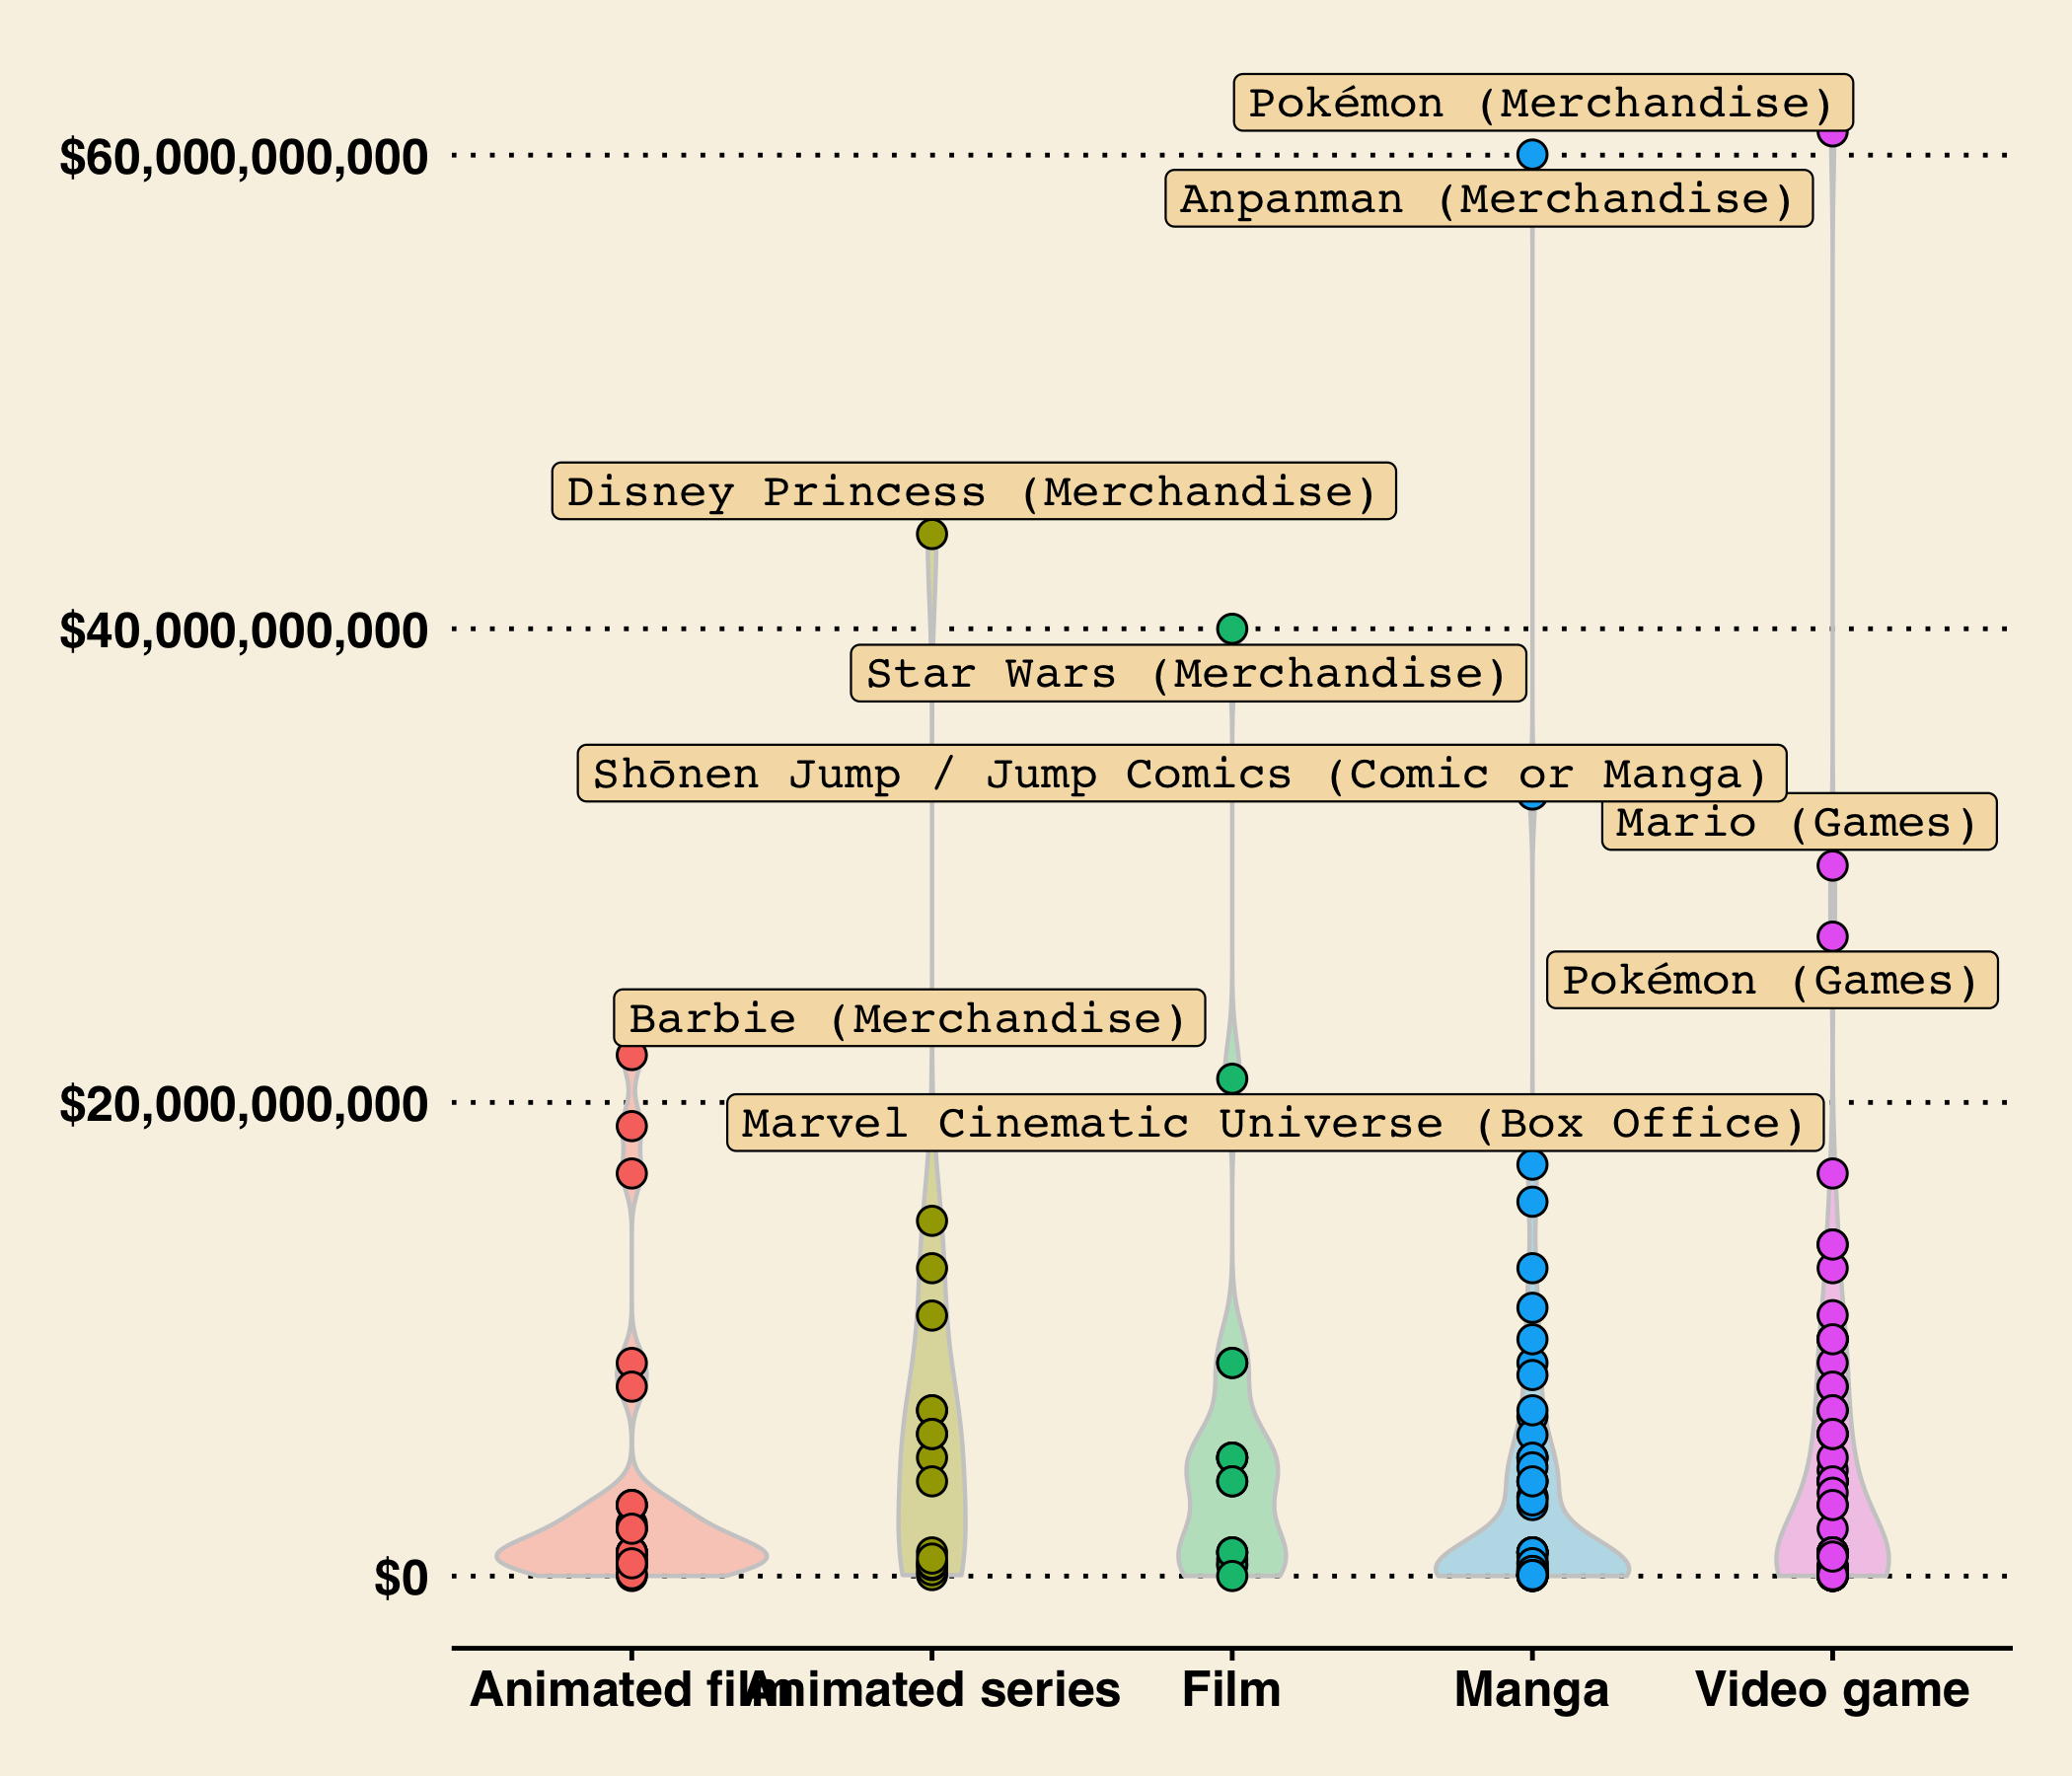 Pokémon (Merchandise)
$60,000,000,000
Anpanman (Merchandise)
Disney Princess (Merchandise)
$40,000,000,000
Star Wars (Merchandise)
Shōnen Jump / Jump Comics (Comic or Manga)
Mario (Games)
Pokémon (Games)
Barbie (Merchandise)
$20,000,000,000
Marvel Cinematic Universe (Box Office)
$0
Animated film Animated series Film Manga Video game